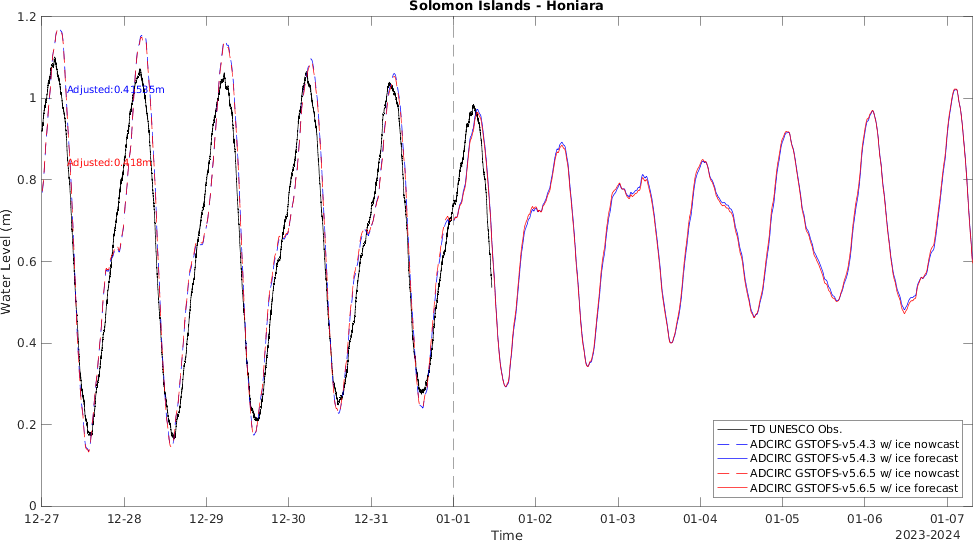 Solomon Islands - Honiara
Water Level (m)
1.2
1
0.8
0.6
0.4
0.2
0
Adjusted:0.41535m
Adjusted:0.418m
TD UNESCO Obs.
ADCIRC GSTOFS-v5.4.3 w/ ice nowcast
ADCIRC GSTOFS-v5.4.3 w/ ice forecast
ADCIRC GSTOFS-v5.6.5 w/ ice nowcast
ADCIRC GSTOFS-v5.6.5 w/ ice forecast
12-27 12-28 12-29 12-30 12-31 01-01 01-02 01-03 01-04 01-05 01-06 01-07
Time
2023-2024